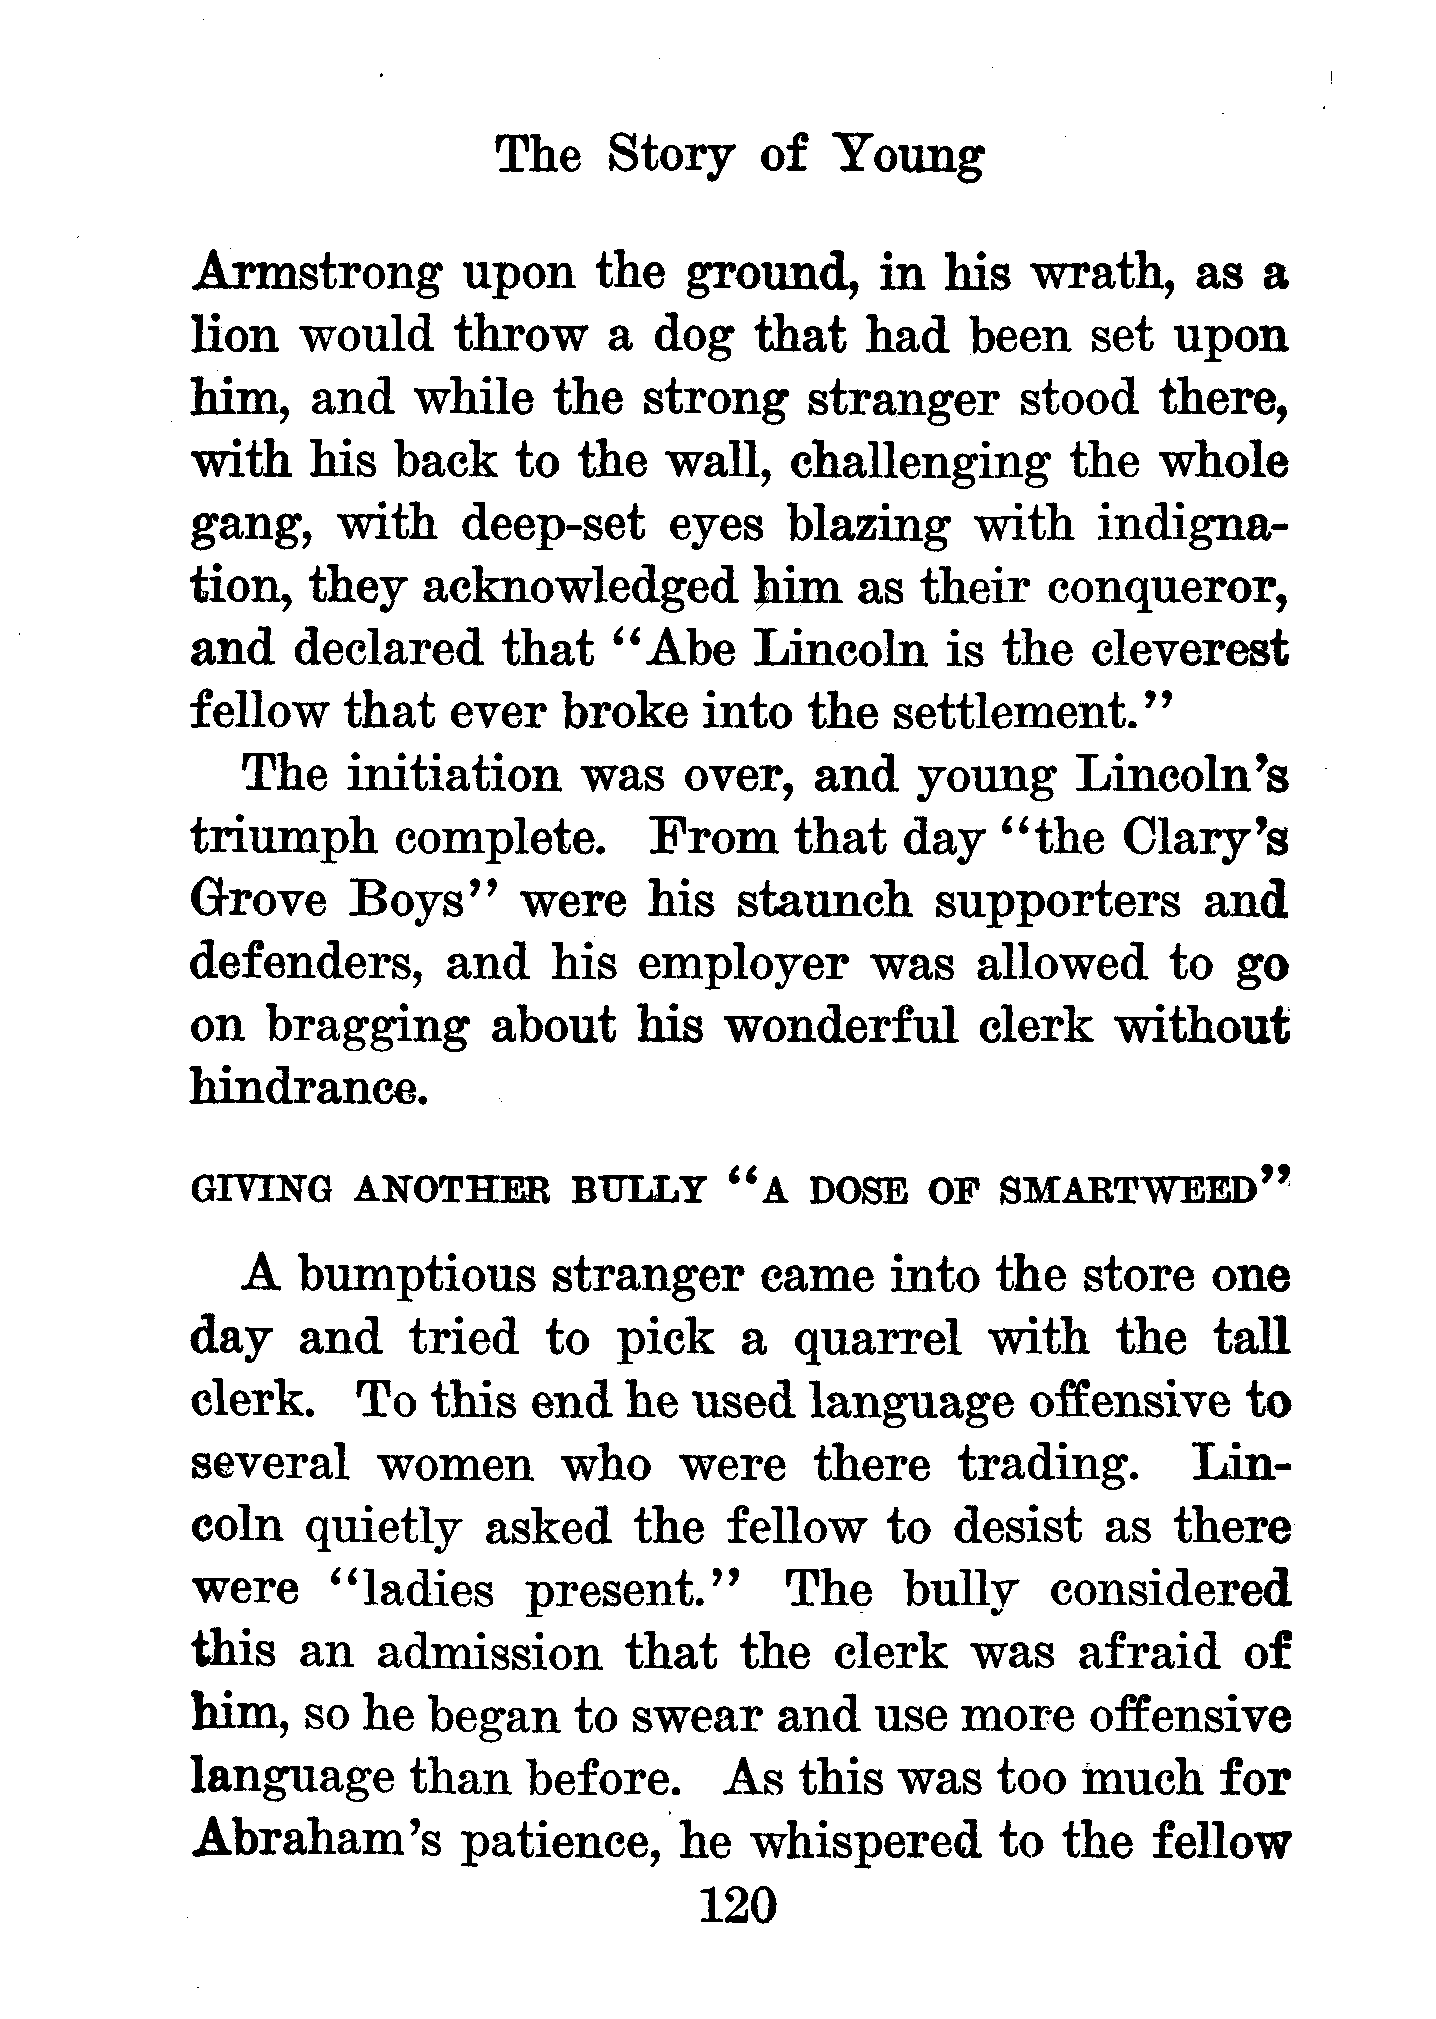 The Story of Young
Armstrong upon the ground, in his wrath, as a
lion would throw a dog that had been set upon
him, and while the strong stranger stood there,
with his back to the wall, challenging the whole
gang, with deep-set eyes blazing with indigna-
tion, they acknowledged him as their conqueror,
and declared that “Abe Lincoln is the cleverest
fellow that ever broke into the settlement.”
The initiation was over, and young Lincoln's
triumph complete. From that day “the Clary's
Grove Boys” were his staunch supporters and
defenders, and his employer was allowed to go
on bragging about his wonderful clerk without
hindrance.
GIVING ANOTHER BULLY “A DOSE OF SMARTWEED”
A bumptious stranger came into the store one
day and tried to pick a quarrel with the tall
clerk. To this end he used language offensive to
several women who were there trading. Lin-
coln quietly asked the fellow to desist as there
were “ladies present.” The bully considered
this an admission that the clerk was afraid of
him, so he began to swear and use more offensive
language than before. As this was too much for
Abraham's patience, he whispered to the fellow
120